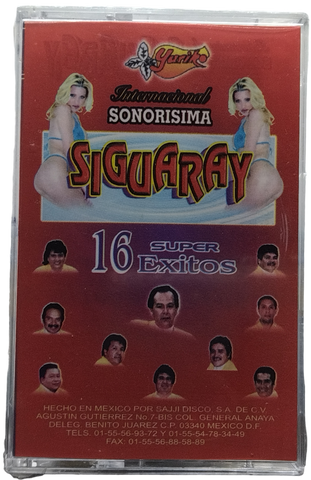 Yuriko
Internacional
SONORISIMA
SIGUARAY
16 SUPER
Exitos
HECHO EN MEXICO POR SAJJI DISCO, S.A. DE C.V.
AGUSTIN GUTIERREZ No.7-BIS COL. GENERAL ANAYA
DELEG. BENITO JUAREZ C.P. 03340 MEXICO D.F.
TELS. 01-55-56-93-72 Y 01-55-54-78-34-49
FAX: 01-55-56-88-58-89